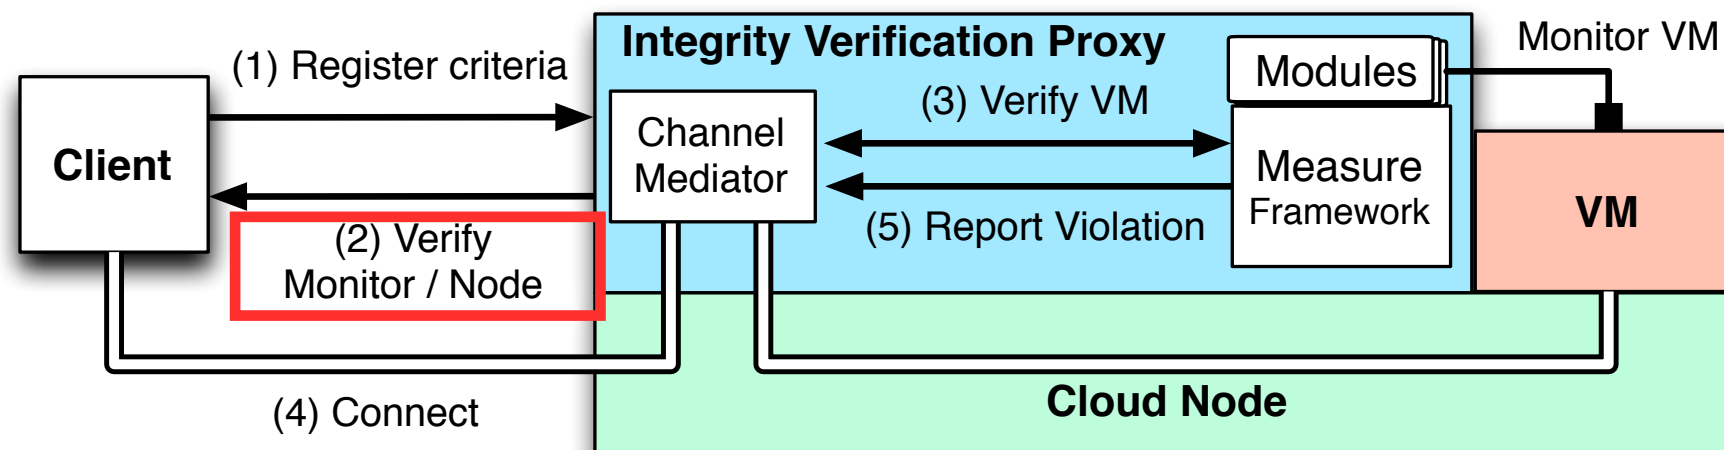 Integrity Verification Proxy
Monitor VM
(1) Register criteria
Modules
(3) Verify VM
Channel
Mediator
Client
Measure
Framework
(5) Report Violation
VM
(2) Verify
Monitor / Node
(4) Connect
Cloud Node